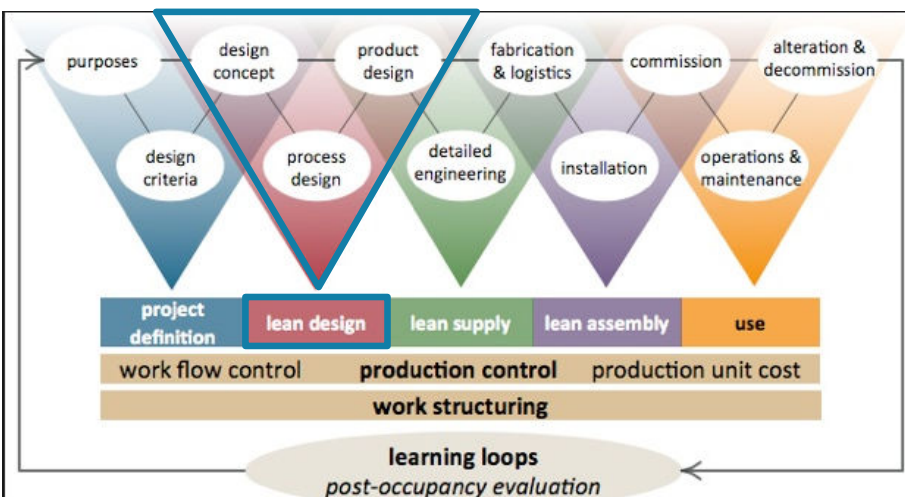 purposes
design
concept
product
design
fabrication
& logistics
commission
alteration &
decommission
design
criteria
process
design
detailed
engineering
installation
operations &
maintenance
project
definition
lean design
lean supply
lean assembly
use
work flow control
production control
production unit cost
work structuring
learning loops
post-occupancy evaluation